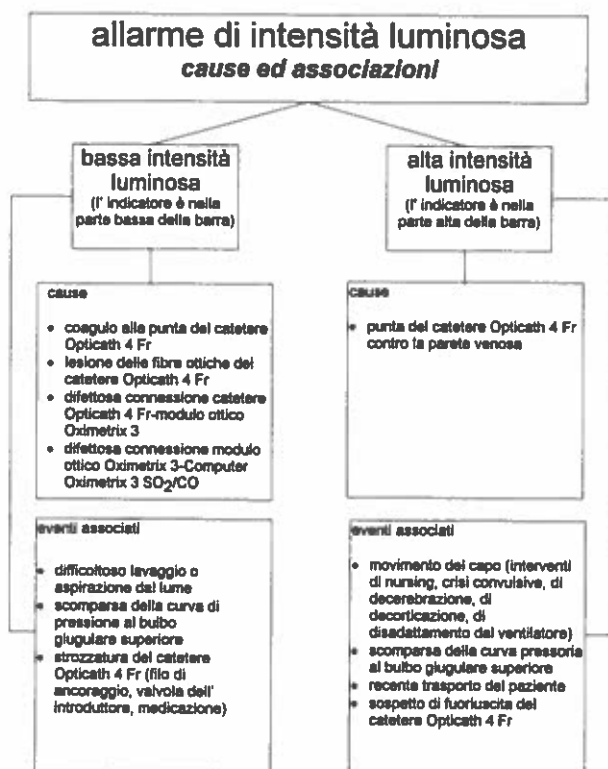 allarme di intensità luminosa
cause ed associazioni
bassa intensità
luminosa
(l' indicatore è nella
parte bassa della barra)
cause
• coagulo alla punta del catetere
Opticath 4 Fr
• lesione delle fibre ottiche del
catetere Opticath 4 Fr
• difettosa connessione catetere
Opticath 4 Fr-modulo ottico
Oximetrix 3
• difettosa connessione modulo
ottico Oximetrix 3-Computer
Oximetrix 3 SO2/CO
eventi associati
• difficoltoso lavaggio o
aspirazione dal lume
• scomparsa della curva di
pressione al bulbo
giugulare superiore
• strozzatura del catetere
Opticath 4 Fr (filo di
ancoraggio, valvola dell'
introduttore, medicazione)
alta intensità
luminosa
(l' indicatore è nella
parte alta della barra)
cause
• punta del catetere Opticath 4 Fr
contro la parete venosa
eventi associati
• movimento del capo (interventi
di nursing, crisi convulsive, di
decerebrazione, di
decorticazione, di
disadattamento dal ventilatore)
• scomparsa della curva pressoria
al bulbo giugulare superiore
• recente trasporto del paziente
• sospetto di fuoriuscita del
catetere Opticath 4 Fr